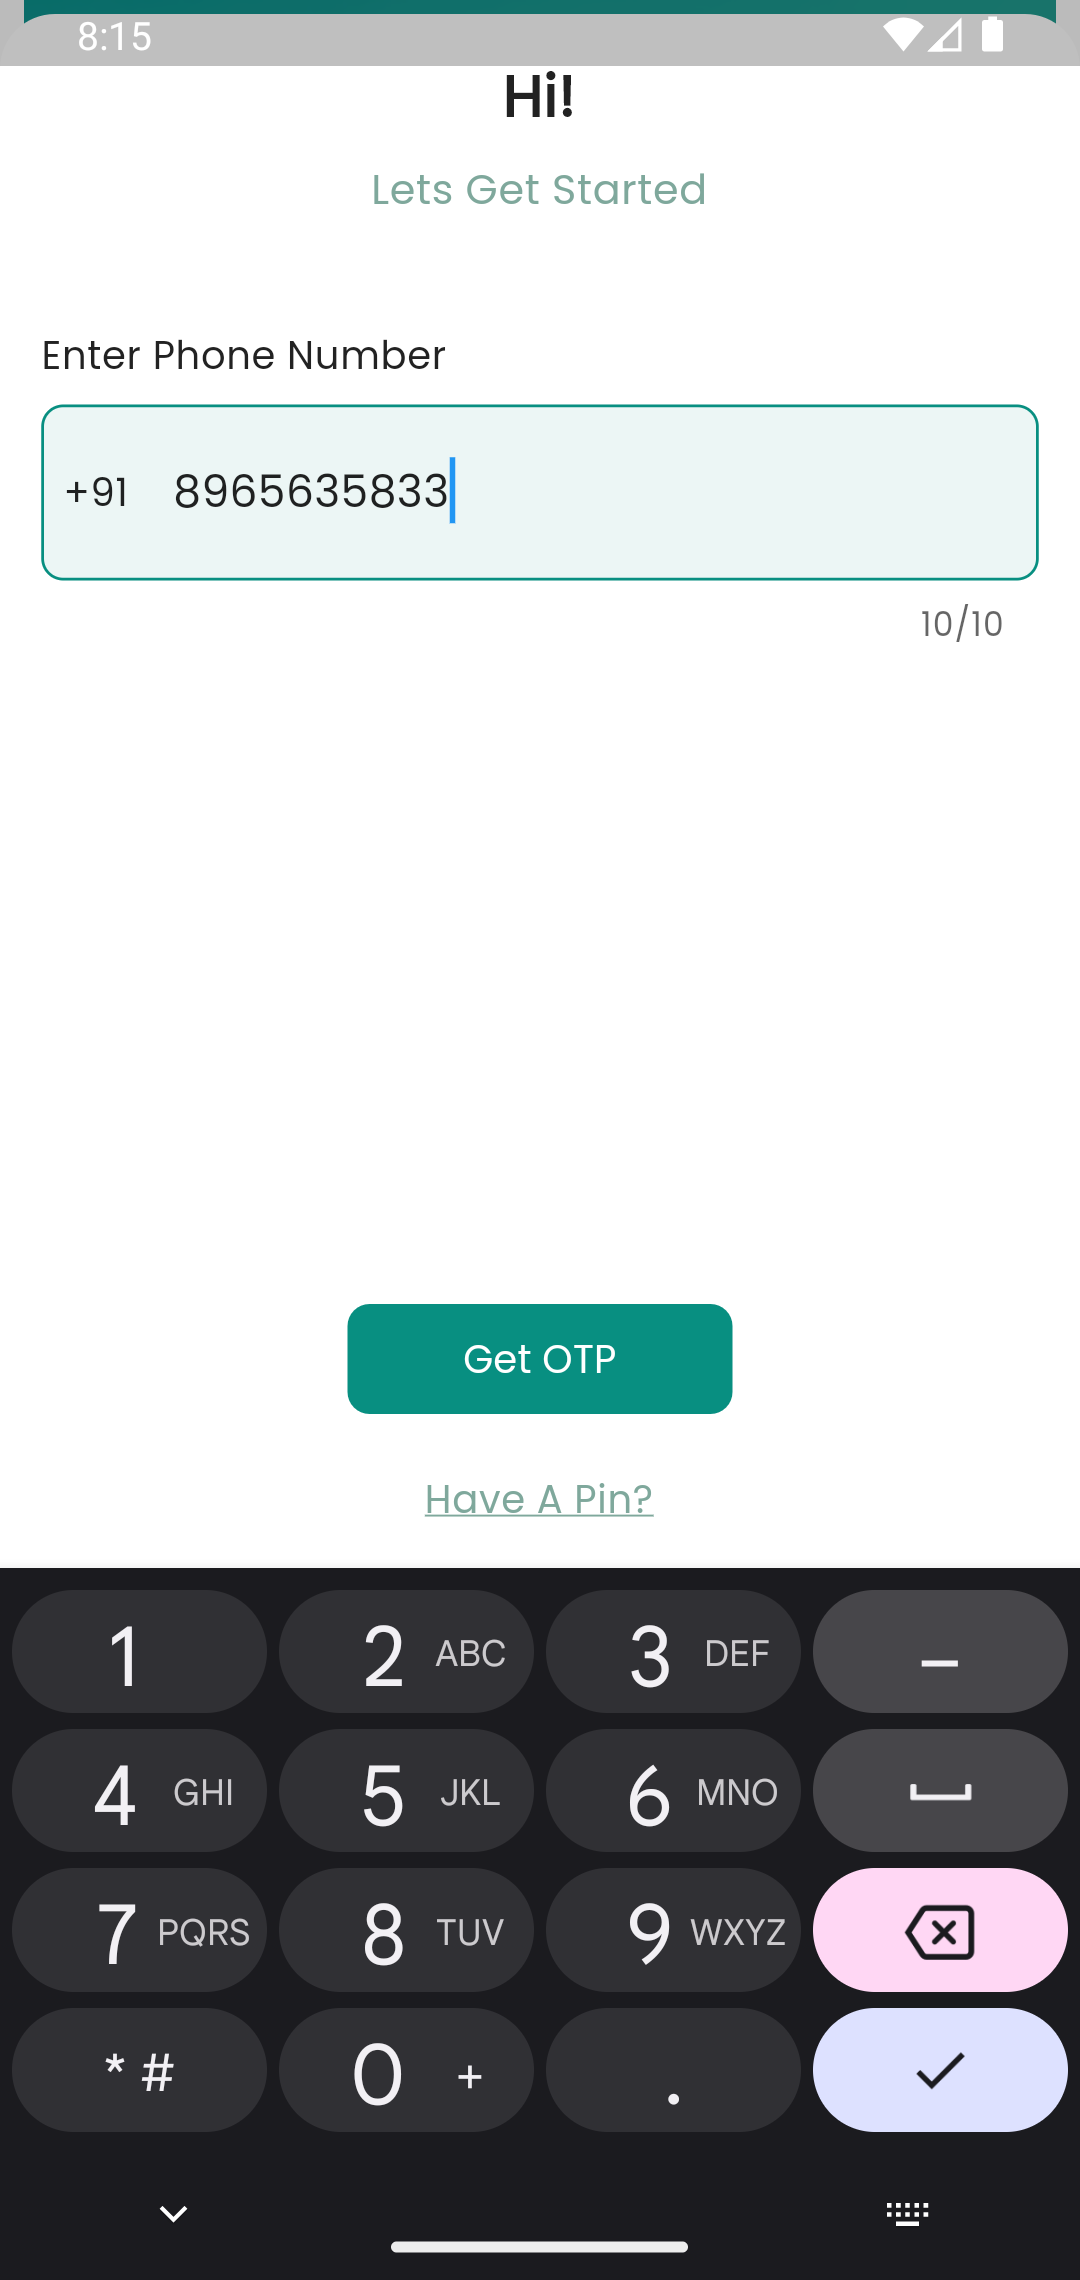 8:15
Hi!
Lets Get Started
Enter Phone Number
+91 8965635833
10/10
Get OTP
Have A Pin?
1 2 ABC 3 DEF –
4 GHI 5 JKL 6 MNO
7 PQRS 8 TUV 9 WXYZ
* # 0 + .